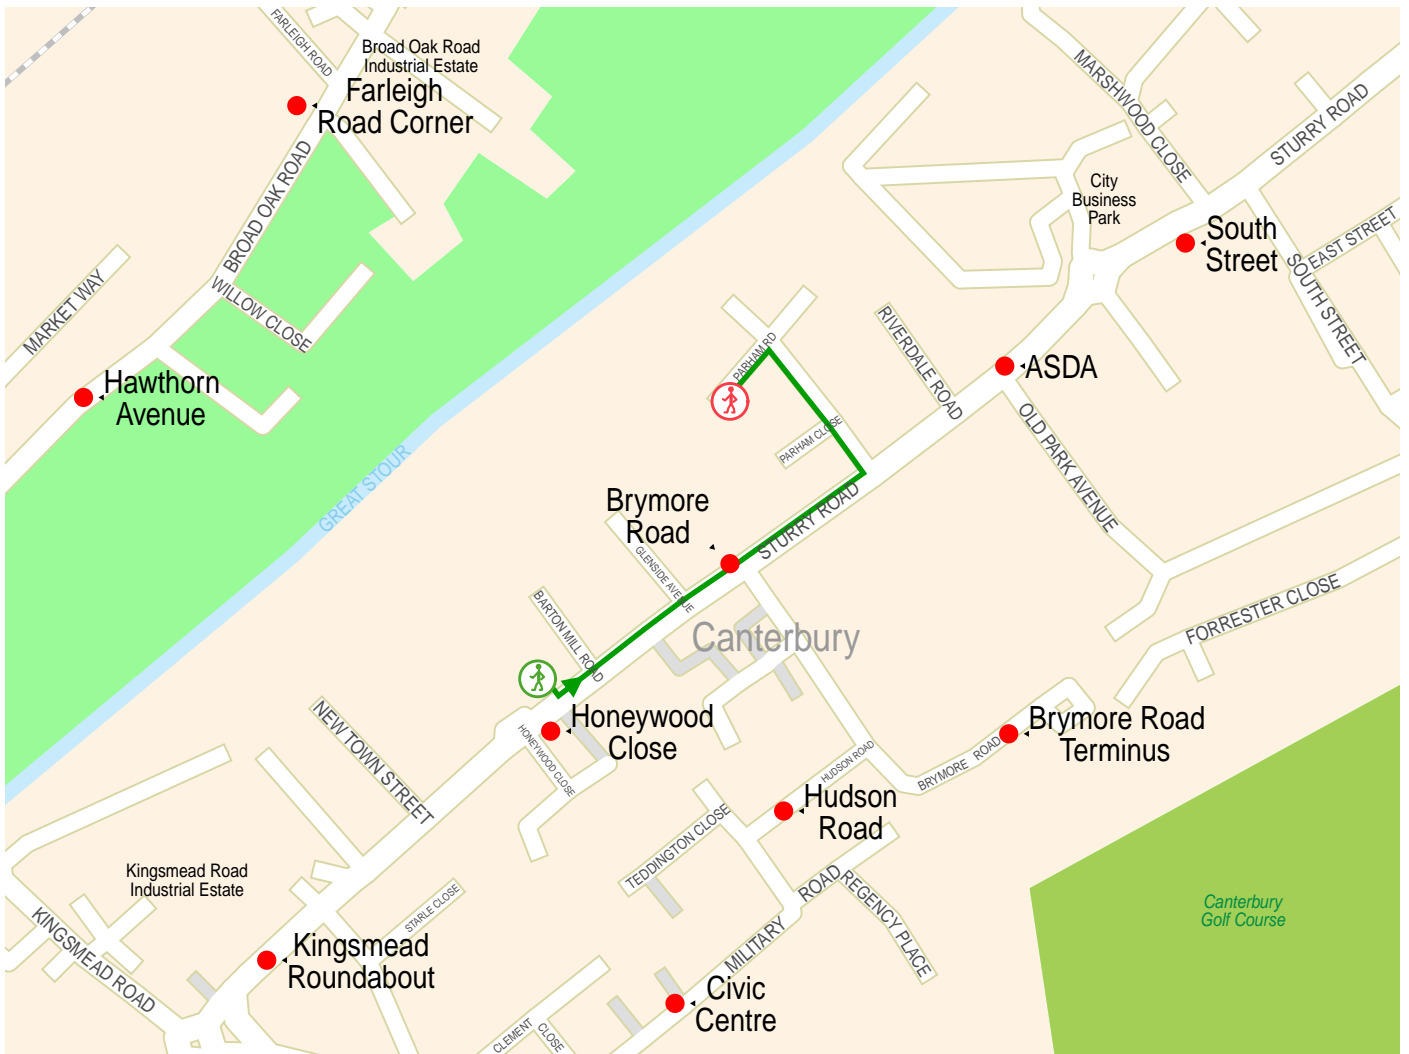 FARLEIGH ROAD
Broad Oak Road
Industrial Estate
Farleigh
Road Corner
BROAD OAK ROAD
MARKET WAY
WILLOW CLOSE
Hawthorn
Avenue
GREAT STOUR
MARSHWOOD CLOSE
STURRY ROAD
City
Business
Park
South
Street
EAST STREET
SOUTH STREET
RIVERDALE ROAD
ASDA
OLD PARK AVENUE
PARHAM RD
PARHAM CLOSE
Brymore
Road
STURRY ROAD
GLENSIDE AVENUE
BARTON MILL ROAD
Canterbury
FORRESTER CLOSE
Honeywood
Close
HONEYWOOD CLOSE
NEW TOWN STREET
Brymore Road
Terminus
BRYMORE ROAD
HUDSON ROAD
Hudson
Road
TEDDINGTON CLOSE
Kingsmead Road
Industrial Estate
KINGSMEAD ROAD
STARLE CLOSE
Kingsmead
Roundabout
MILITARY ROAD
REGENCY PLACE
Canterbury
Golf Course
Civic
Centre
CLEMENT
CLOSE